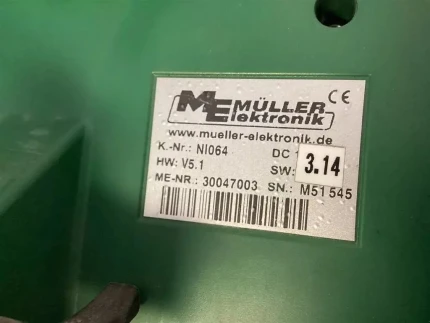 ME MÜLLER Elektronik CE
www.mueller-elektronik.de
K.-Nr.: NI064 DC
HW: V5.1 SW: 3.14
ME-NR.: 30047003 SN.: M51545